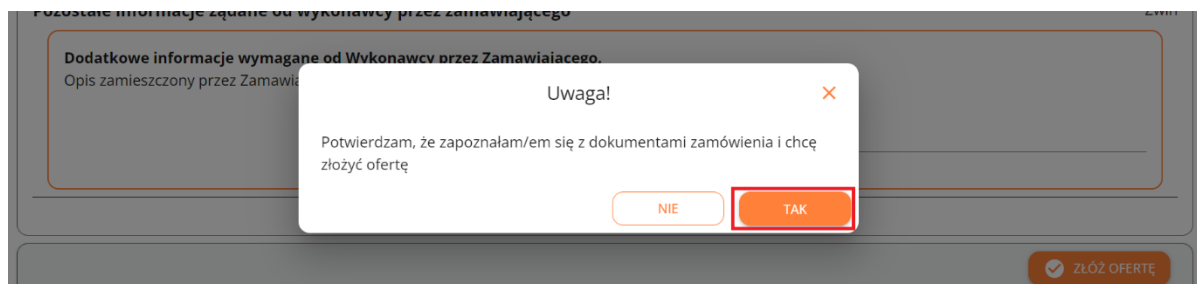 Pozostałe informacje żądane od wykonawcy przez zamawiającego
Zwiń
Dodatkowe informacje wymagane od Wykonawcy przez Zamawiającego.
Opis zamieszczony przez
Uwaga!
Potwierdzam, że zapoznałam/em się z dokumentami zamówienia i chcę
złożyć ofertę
NIE
TAK
ZŁÓŻ OFERTĘ